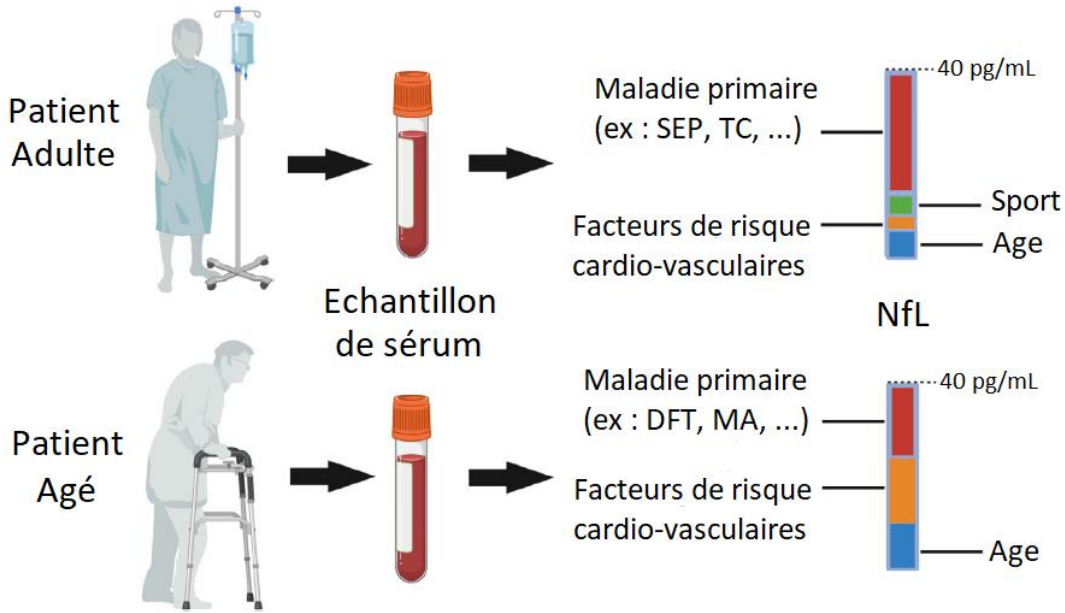 Patient
Adulte
Maladie primaire
(ex : SEP, TC, ...)
40 pg/mL
Sport
Facteurs de risque
cardio-vasculaires
Age
Echantillon
de sérum
NfL
Patient
Agé
Maladie primaire
(ex : DFT, MA, ...)
40 pg/mL
Facteurs de risque
cardio-vasculaires
Age